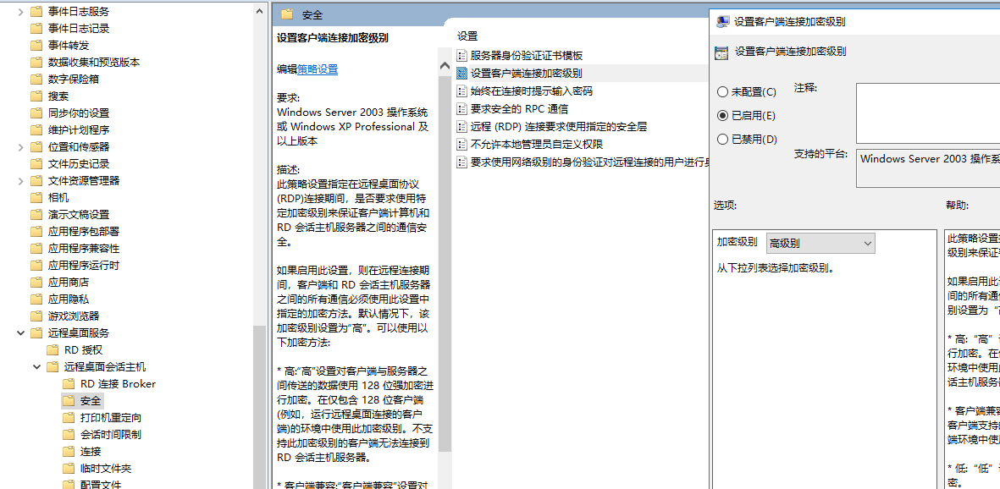 事件日志服务
事件日志记录
事件转发
数据收集和预览版本
数字保险箱
搜索
同步你的设置
维护计划程序
位置和传感器
文件历史记录
文件资源管理器
相机
演示文稿设置
应用程序包部署
应用程序兼容性
应用程序运行时
应用商店
应用隐私
游戏浏览器
远程桌面服务
RD 授权
远程桌面会话主机
RD 连接 Broker
安全
打印机重定向
会话时间限制
连接
临时文件夹
配置文件
安全
设置客户端连接加密级别
编辑策略设置
要求:
Windows Server 2003 操作系统
或 Windows XP Professional 及
以上版本
描述:
此策略设置指定在远程桌面协议
(RDP)连接期间，是否要求使用特
定加密级别来保证客户端计算机和
RD 会话主机服务器之间的通信安
全。
如果启用此设置，则在远程连接期
间，客户端和 RD 会话主机服务器
之间的所有通信必须使用此设置中
指定的加密方法。默认情况下，该
加密级别设置为“高”。可以使用以
下加密方法:
* 高:“高”设置对客户端与服务器之
间传送的数据使用 128 位强加密进
行加密。在仅包含 128 位客户端
(例如，运行远程桌面连接的客户
端)的环境中使用此加密级别。不支
持此加密级别的客户端无法连接到
RD 会话主机服务器。
* 客户端兼容:“客户端兼容”设置对
设置
服务器身份验证证书模板
设置客户端连接加密级别
始终在连接时提示输入密码
要求安全的 RPC 通信
远程 (RDP) 连接要求使用指定的安全层
不允许本地管理员自定义权限
要求使用网络级别的身份验证对远程连接的用户进行
设置客户端连接加密级别
设置客户端连接加密级别
未配置(C)
已启用(E)
已禁用(D)
注释:
支持的平台:
Windows Server 2003 操作系
选项:
加密级别
高级别
从下拉列表选择加密级别。
帮助:
此策略设置
级别来保证
如果启用此
间的所有通
别设置为“高
* 高: “高”
行加密。在
环境中使用
话主机服务
* 客户端兼
客户端支持
端环境中使
* 低: “低”
密。